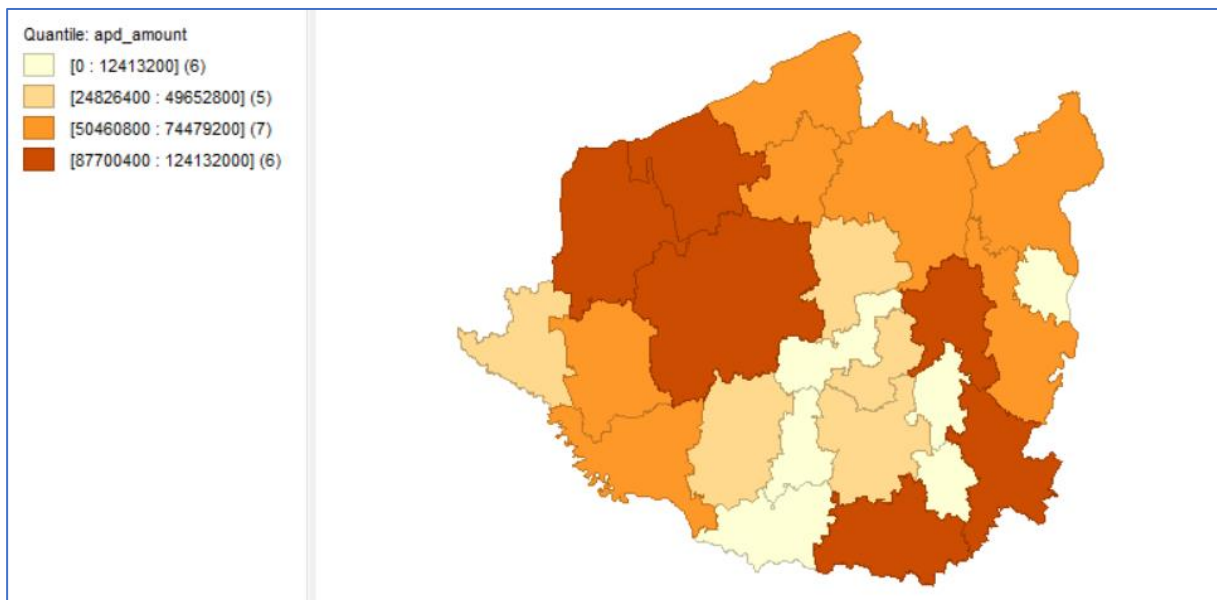 Quantile: apd_amount
[0 : 12413200] (6)
[24826400 : 49652800] (5)
[50460800 : 74479200] (7)
[87700400 : 124132000] (6)